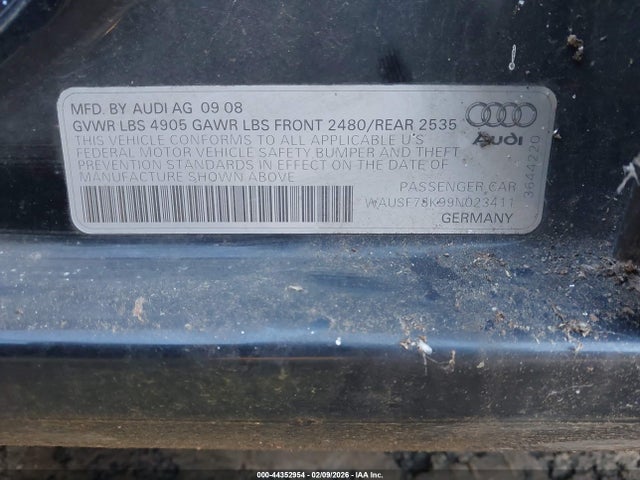 MFD. BY AUDI AG 09 08
GVWR LBS 4905 GAWR LBS FRONT 2480/REAR 2535
THIS VEHICLE CONFORMS TO ALL APPLICABLE U'S
FEDERAL MOTOR VEHICLE SAFETY BUMPER AND THEFT
PREVENTION STANDARDS IN EFFECT ON THE DATE OF
MANUFACTURE SHOWN ABOVE
Audi
PASSENGER CAR
WAUSF78K99N023411
GERMANY
000-44352954 | 02/09/2026 | IAA Inc.